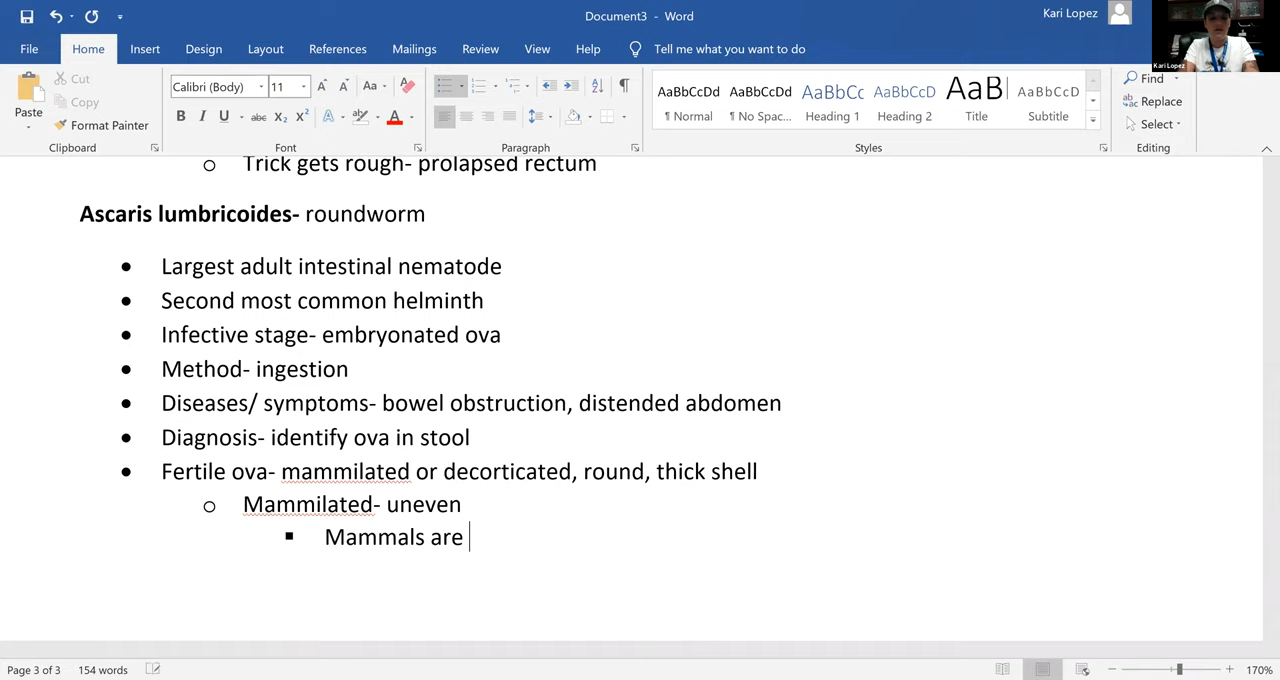 Document3 - Word
Kari Lopez
Kari Lopez
File Home Insert Design Layout References Mailings Review View Help Tell me what you want to do
Paste
Cut
Copy
Format Painter
Clipboard
Calibri (Body) 11
B I U abc X₂ X²
Font
Paragraph
AaBbCcDd AaBbCcDd AaBbCc AaBbCcD AaB AaBbCcD
¶ Normal ¶ No Spac... Heading 1 Heading 2 Title Subtitle
Styles
Find
Replace
Select
Editing
Trick gets rough- prolapsed rectum
Ascaris lumbricoides- roundworm
Largest adult intestinal nematode
Second most common helminth
Infective stage- embryonated ova
Method- ingestion
Diseases/ symptoms- bowel obstruction, distended abdomen
Diagnosis- identify ova in stool
Fertile ova- mammilated or decorticated, round, thick shell
Mammilated- uneven
Mammals are
Page 3 of 3 154 words
170%